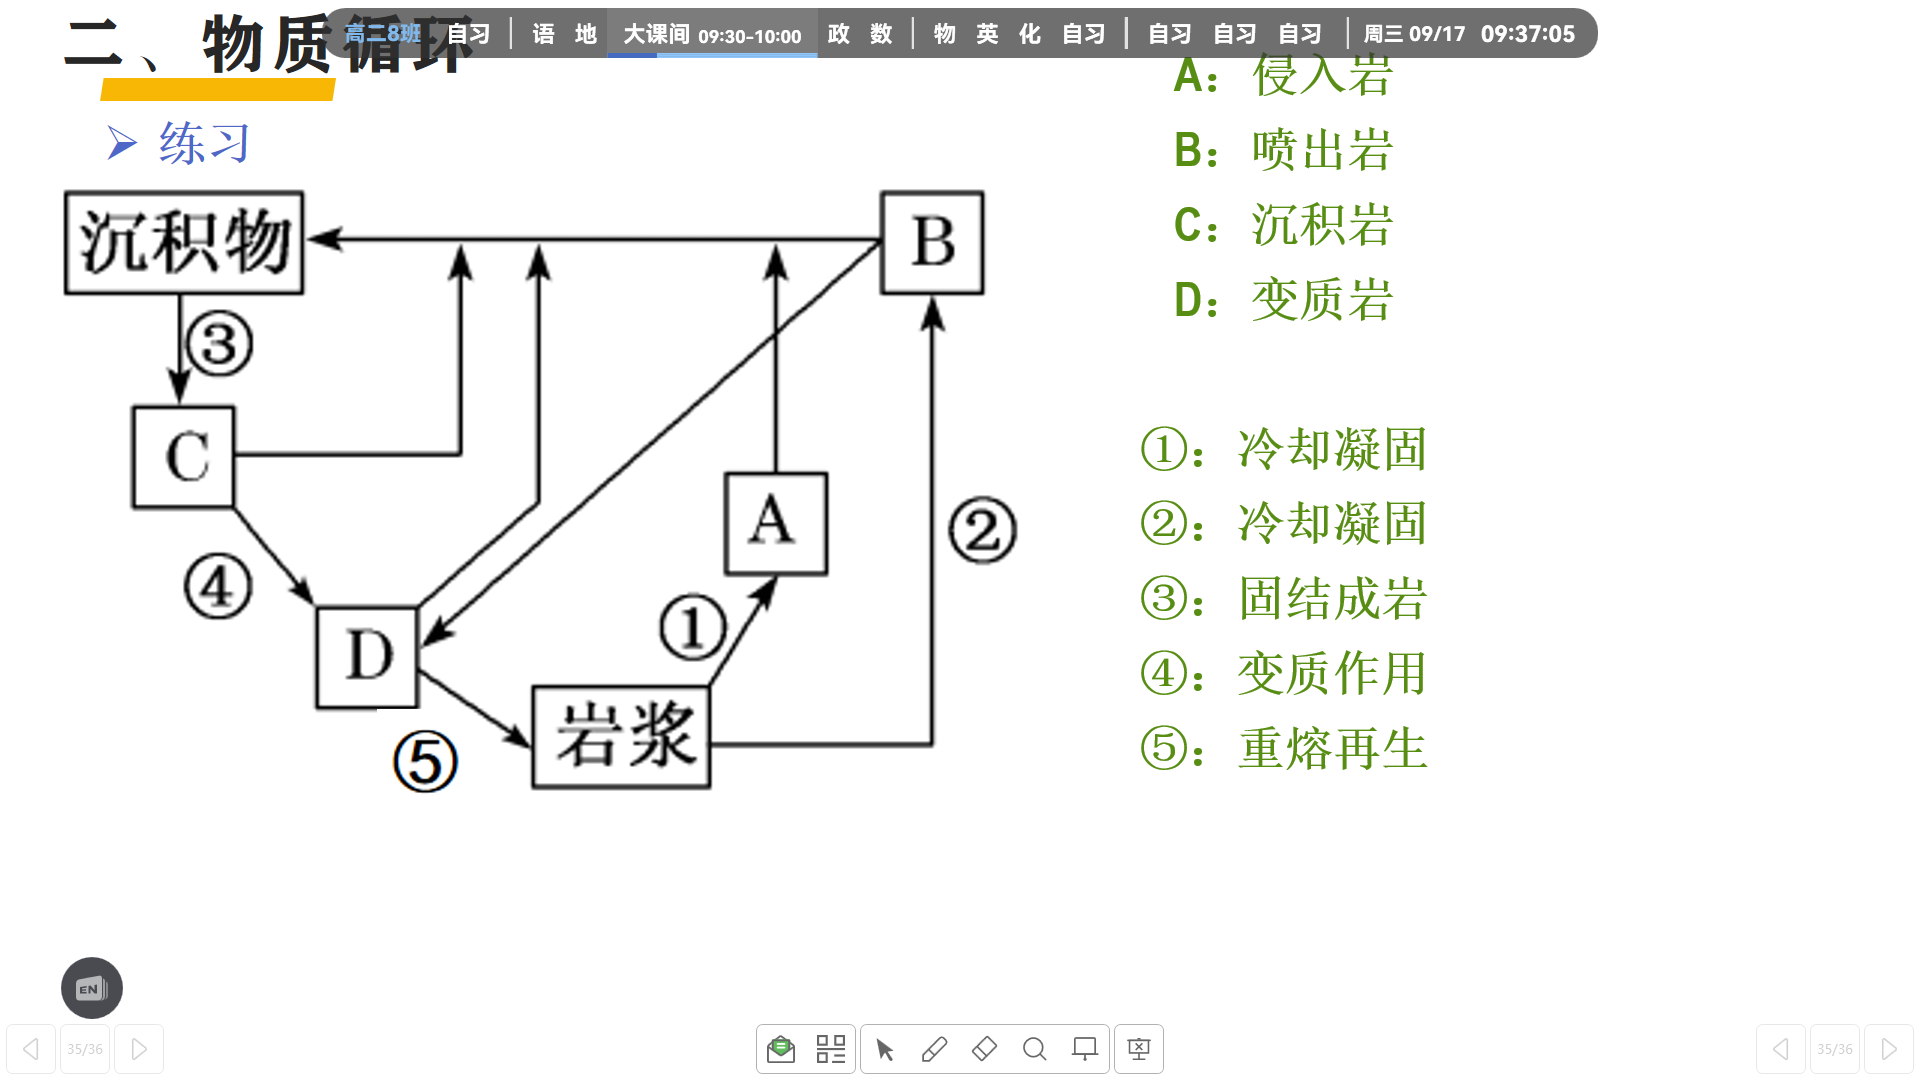 二、物质循环
高二8班 自习 | 语 地 大课间 09:30-10:00 政 数 | 物 英 化 自习 | 自习 自习 自习 | 周三 09/17 09:37:05
练习
沉积物
B
③
C
A
②
④
①
D
岩浆
⑤
A：侵入岩
B：喷出岩
C：沉积岩
D：变质岩
①：冷却凝固
②：冷却凝固
③：固结成岩
④：变质作用
⑤：重熔再生
EN
35/36
35/36